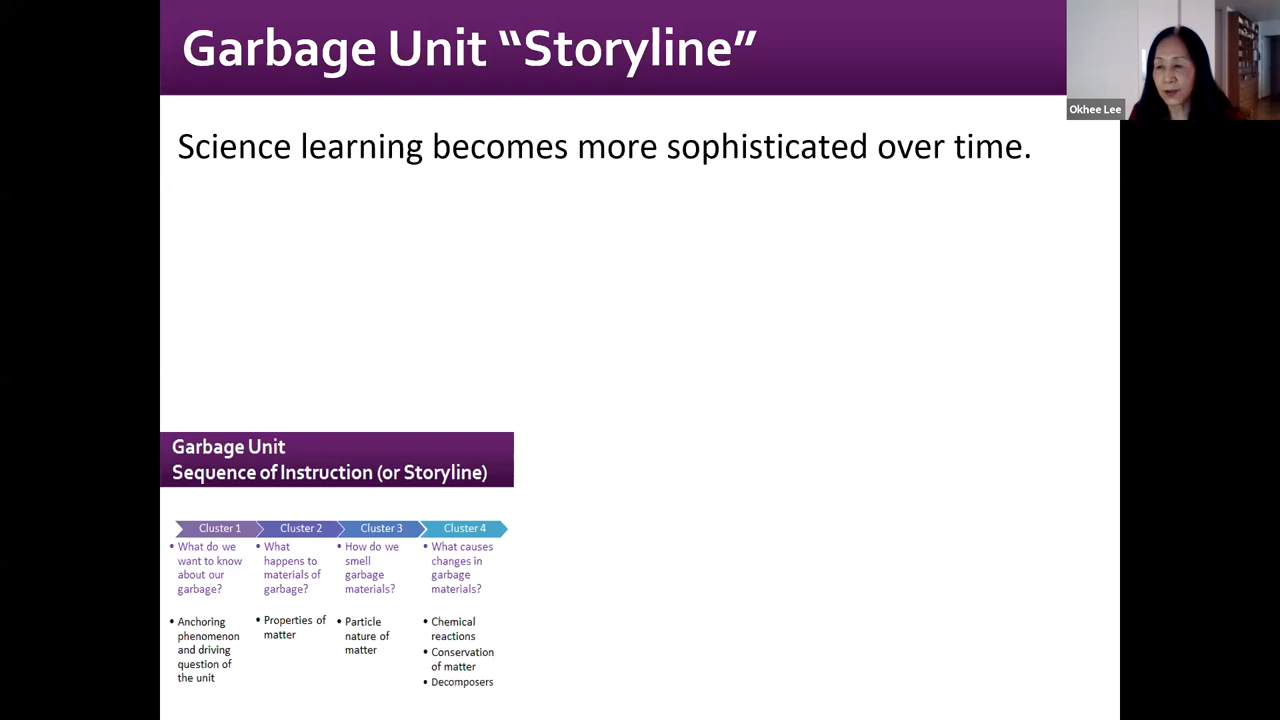 Garbage Unit “Storyline”
Okhee Lee
Science learning becomes more sophisticated over time.
Garbage Unit
Sequence of Instruction (or Storyline)
Cluster 1
Cluster 2
Cluster 3
Cluster 4
• What do we
want to know
about our
garbage?
• What
happens to
materials of
garbage?
• How do we
smell
garbage
materials?
• What causes
changes in
garbage
materials?
• Anchoring
phenomenon
and driving
question of
the unit
• Properties of
matter
• Particle
nature of
matter
• Chemical
reactions
• Conservation
of matter
• Decomposers